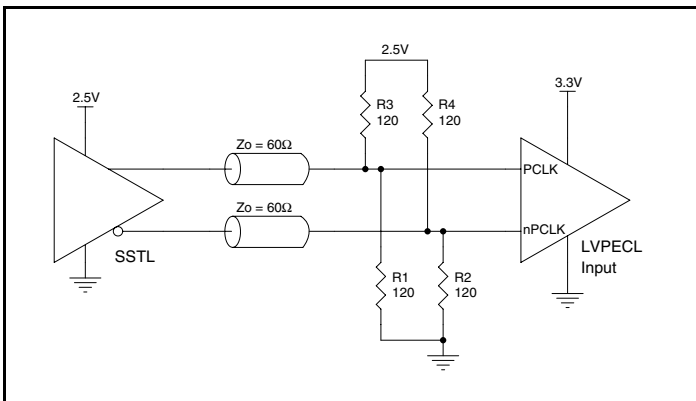 2.5V
2.5V
3.3V
R3
120
R4
120
Zo = 60Ω
PCLK
Zo = 60Ω
nPCLK
SSTL
LVPECL
Input
R1
120
R2
120